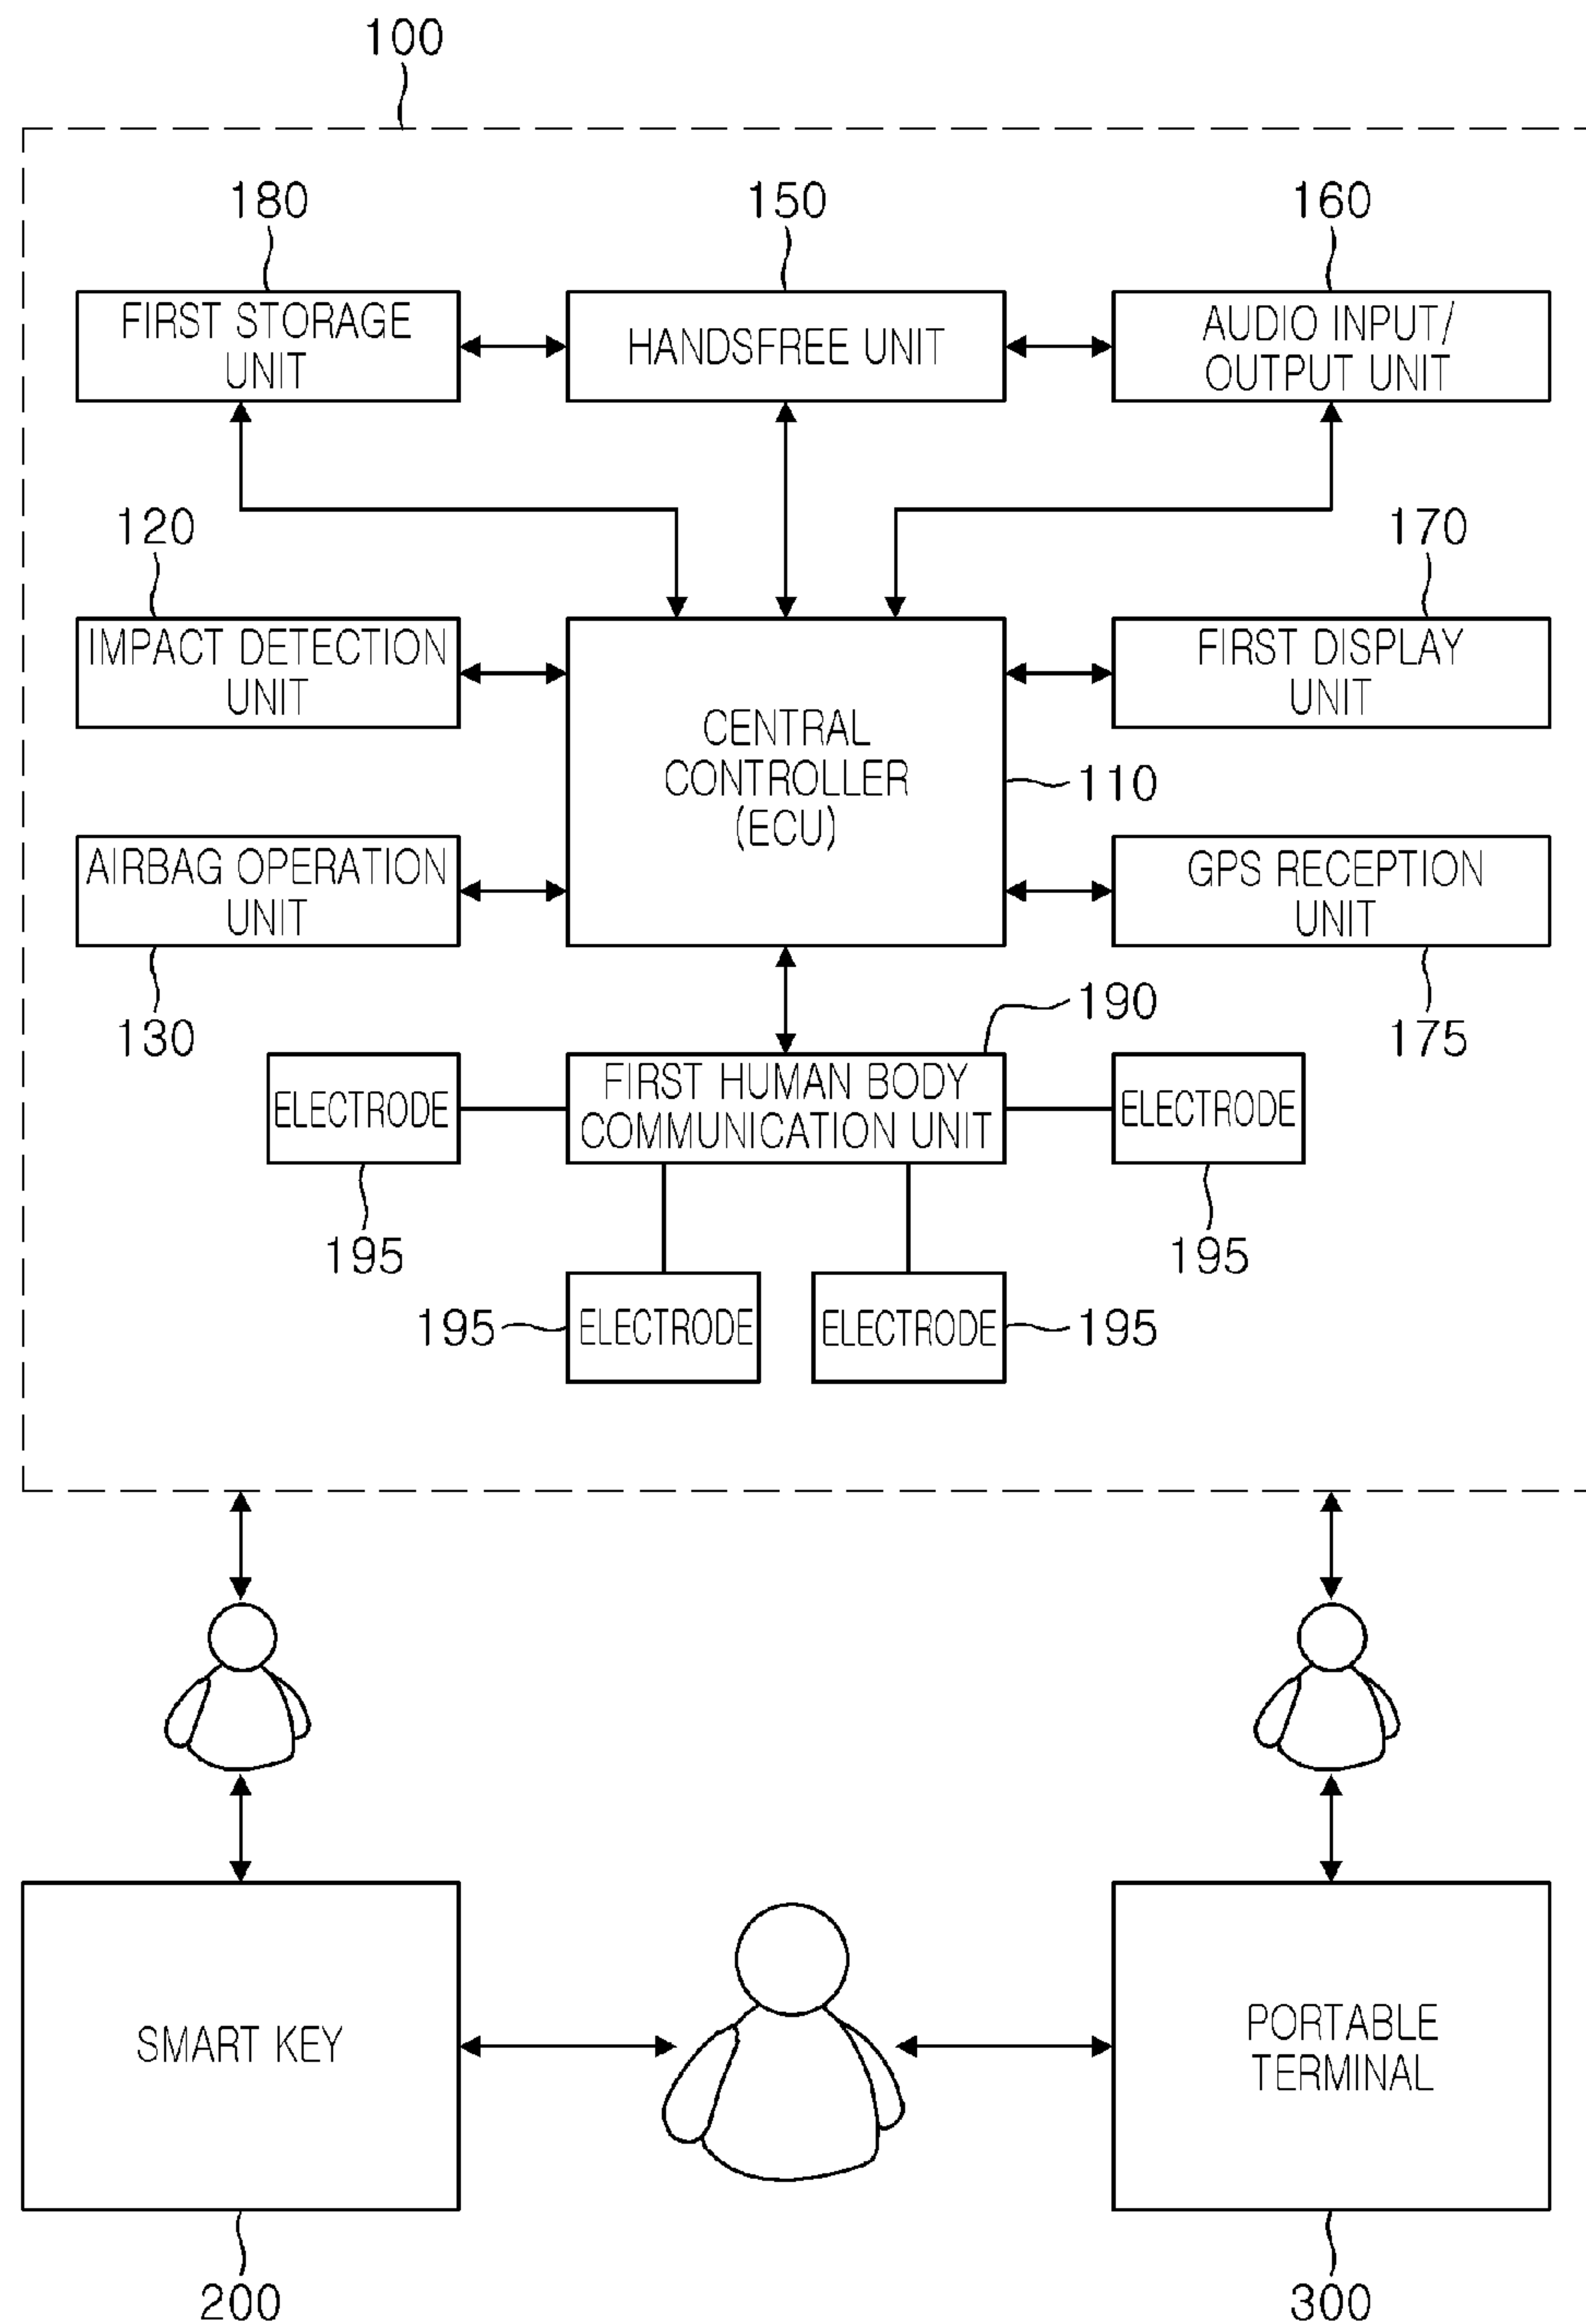 100
180
150
160
FIRST STORAGE
UNIT
HANDSFREE UNIT
AUDIO INPUT/
OUTPUT UNIT
120
170
IMPACT DETECTION
UNIT
FIRST DISPLAY
UNIT
CENTRAL
CONTROLLER
(ECU)
110
AIRBAG OPERATION
UNIT
GPS RECEPTION
UNIT
130
190
175
ELECTRODE
FIRST HUMAN BODY
COMMUNICATION UNIT
ELECTRODE
195
195
195
ELECTRODE
ELECTRODE
195
SMART KEY
PORTABLE
TERMINAL
200
300